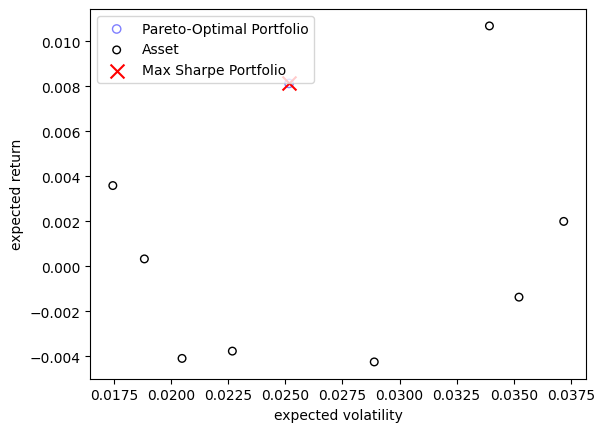 Pareto-Optimal Portfolio
Asset
Max Sharpe Portfolio
0.010
0.008
0.006
0.004
0.002
0.000
−0.002
−0.004
expected return
0.0175 0.0200 0.0225 0.0250 0.0275 0.0300 0.0325 0.0350 0.0375
expected volatility